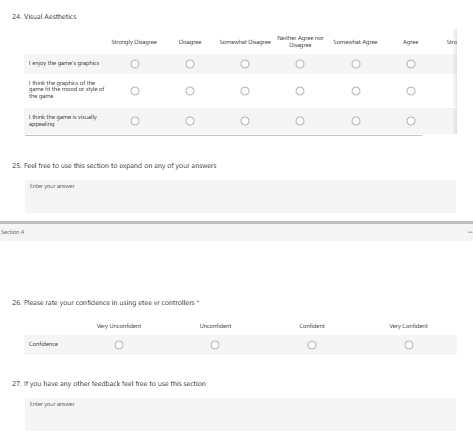 24. Visual Aesthetics
Strongly Disagree Disagree Somewhat Disagree Neither Agree nor Disagree Somewhat Agree Agree Stro
I enjoy the game's graphics
I think the graphics of the
game fit the mood or style of
the game
I think the game is visually
appealing
25. Feel free to use this section to expand on any of your answers
Enter your answer
Section 4
26. Please rate your confidence in using etee vr controllers *
Very Unconfident Unconfident Confident Very Confident
Confidence
27. If you have any other feedback feel free to use this section
Enter your answer